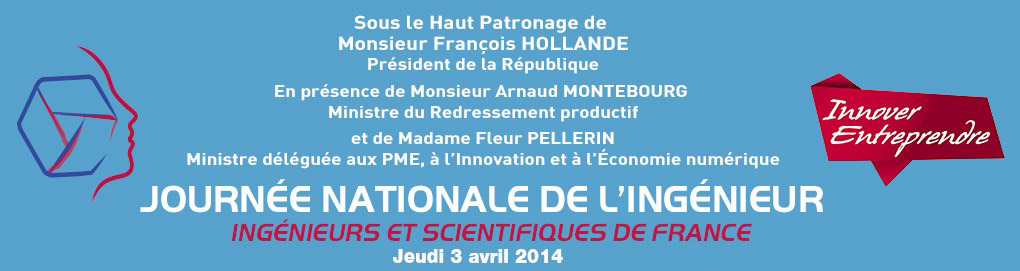 Sous le Haut Patronage de
Monsieur François HOLLANDE
Président de la République
En présence de Monsieur Arnaud MONTEBOURG
Ministre du Redressement productif
et de Madame Fleur PELLERIN
Ministre déléguée aux PME, à l'Innovation et à l'Économie numérique
JOURNÉE NATIONALE DE L'INGÉNIEUR
INGÉNIEURS ET SCIENTIFIQUES DE FRANCE
Jeudi 3 avril 2014
Innover
Entreprendre